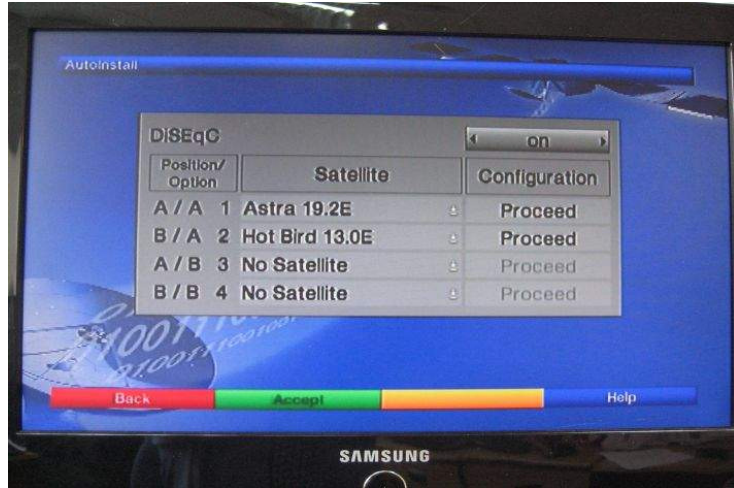 AutoInstall
DiSEqC on
Position/
Option Satellite Configuration
A / A 1 Astra 19.2E Proceed
B / A 2 Hot Bird 13.0E Proceed
A / B 3 No Satellite Proceed
B / B 4 No Satellite Proceed
Back Accept Help
SAMSUNG